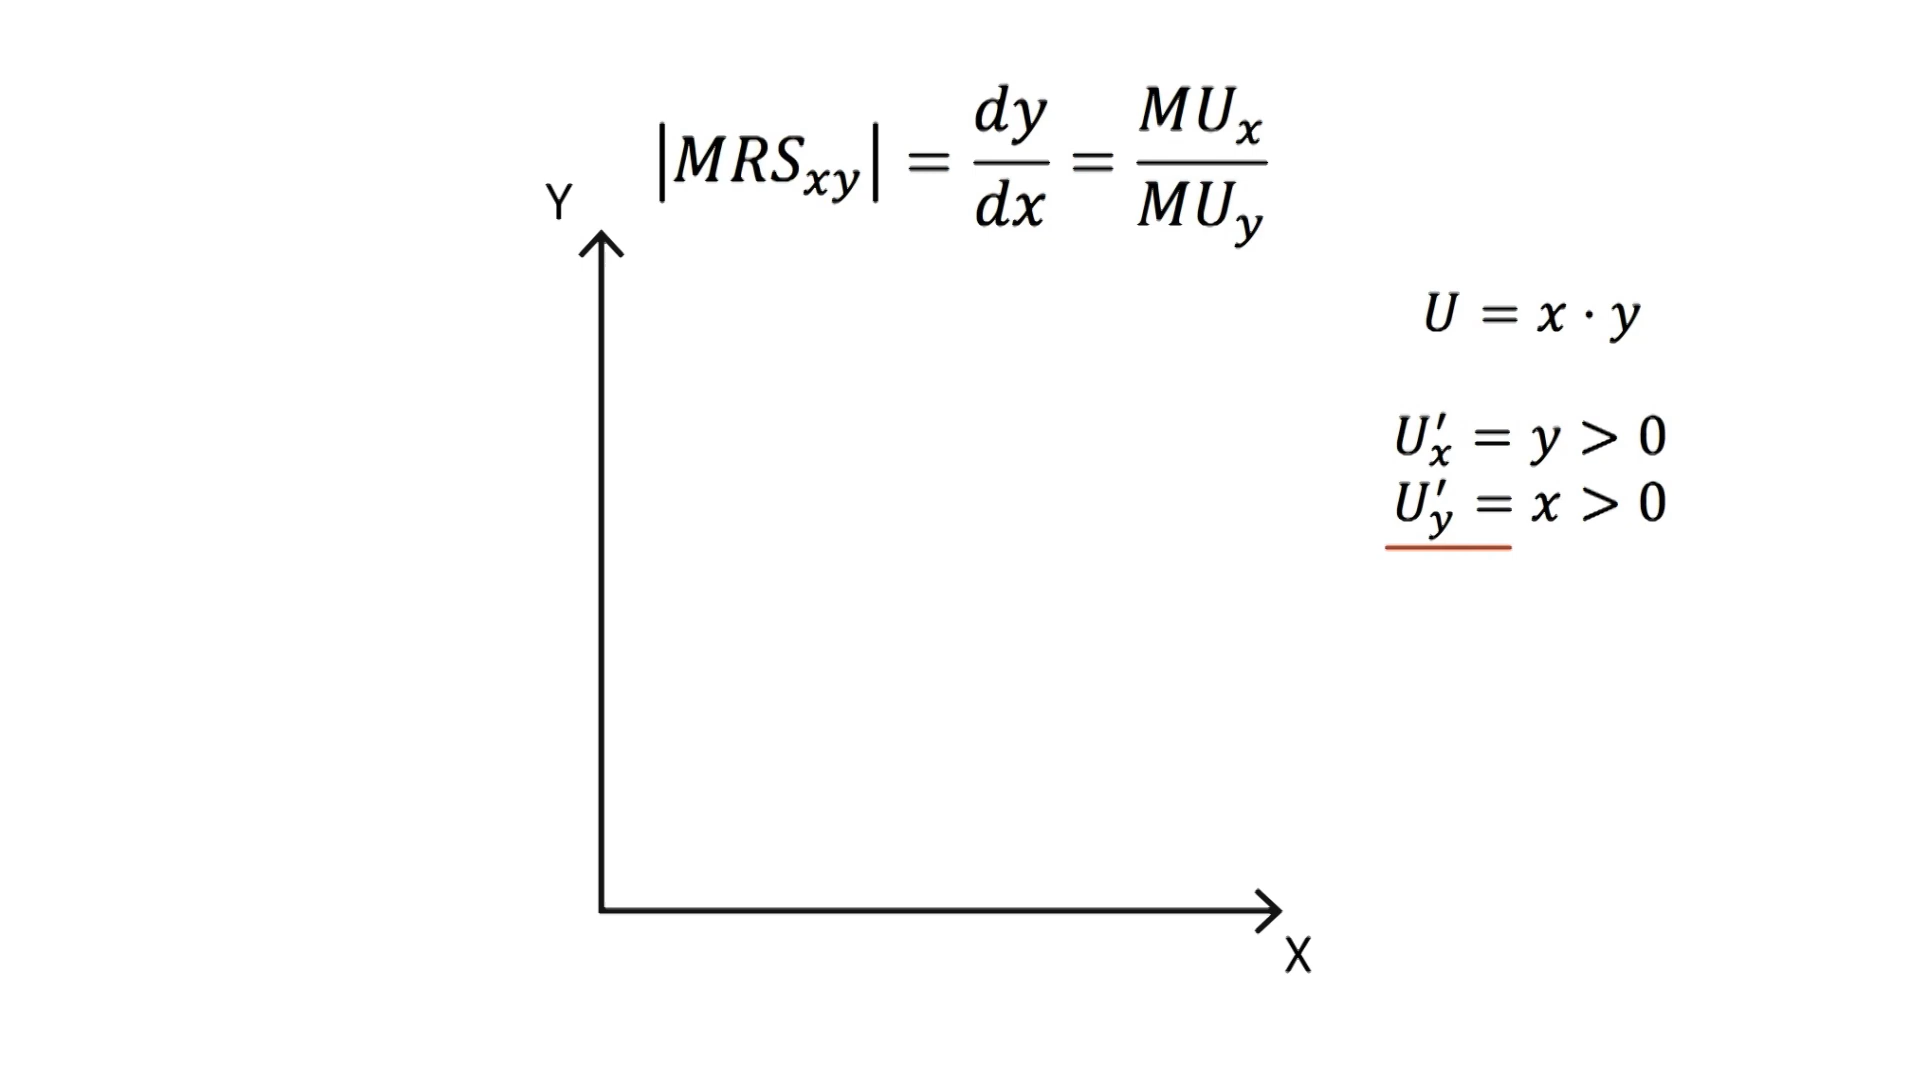 |MRS_xy| = dy/dx = MU_x/MU_y
Y
U = x · y
U′_x = y > 0
U′_y = x > 0
X